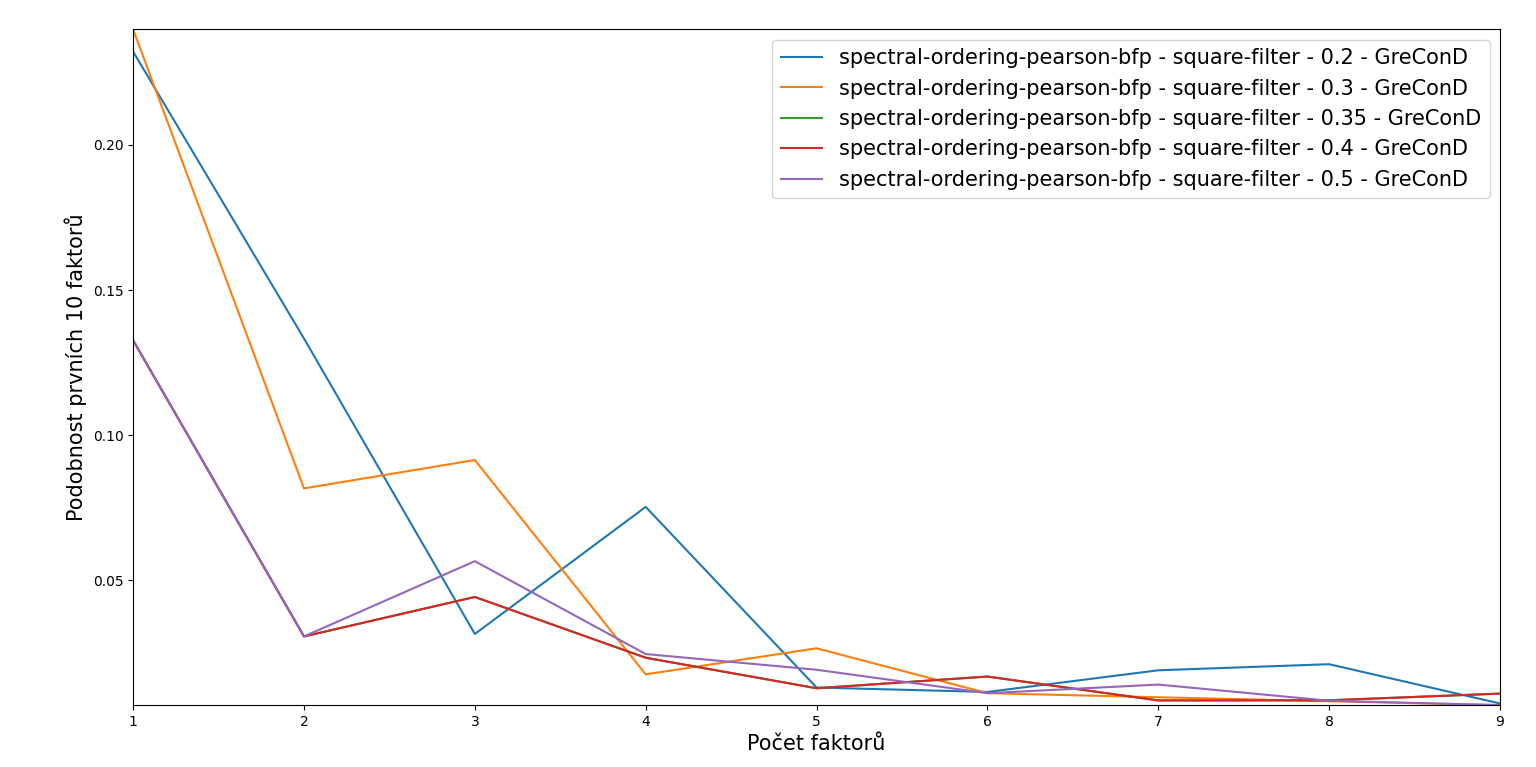 spectral-ordering-pearson-bfp - square-filter - 0.2 - GreConD
spectral-ordering-pearson-bfp - square-filter - 0.3 - GreConD
spectral-ordering-pearson-bfp - square-filter - 0.35 - GreConD
spectral-ordering-pearson-bfp - square-filter - 0.4 - GreConD
spectral-ordering-pearson-bfp - square-filter - 0.5 - GreConD
Podobnost prvních 10 faktorů
0.20
0.15
0.10
0.05
1 2 3 4 5 6 7 8 9
Počet faktorů